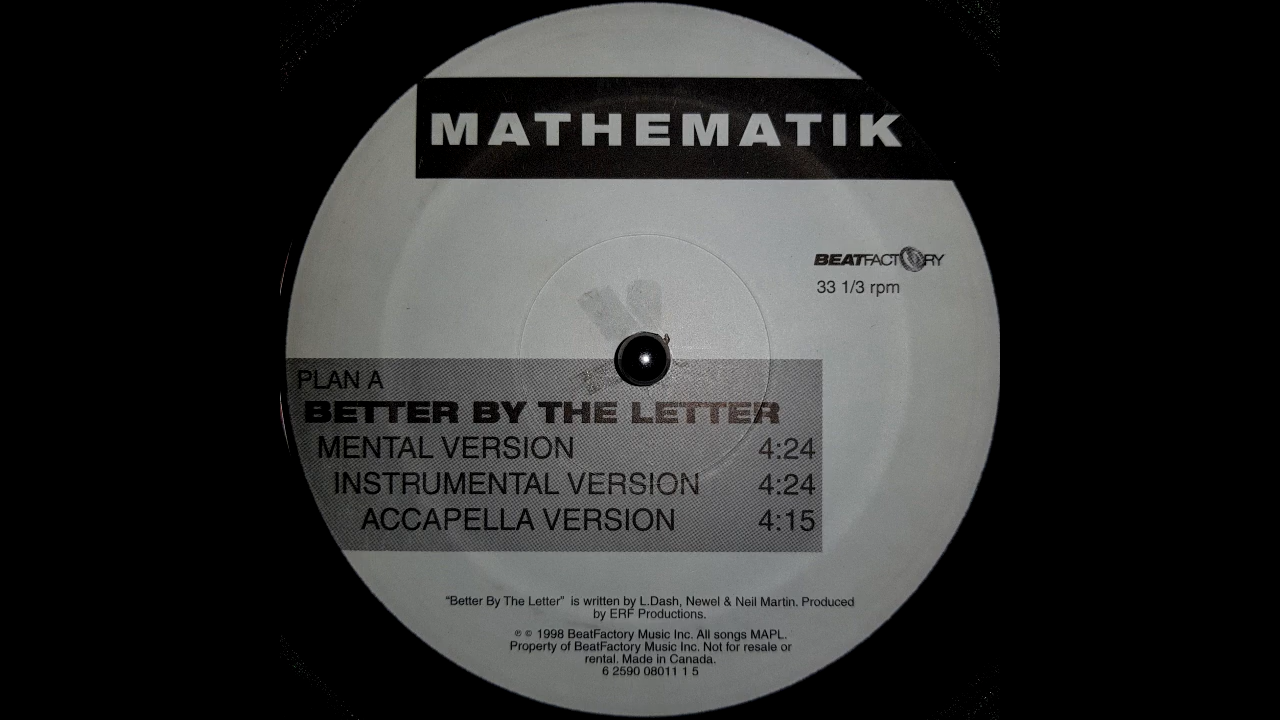 MATHEMATIK
BEATFACTORY
33 1/3 rpm
PLAN A
BETTER BY THE LETTER
MENTAL VERSION 4:24
INSTRUMENTAL VERSION 4:24
ACCAPELLA VERSION 4:15
“Better By The Letter” is written by L.Dash, Newel & Neil Martin. Produced
by ERF Productions.
℗ © 1998 BeatFactory Music Inc. All songs MAPL.
Property of BeatFactory Music Inc. Not for resale or
rental. Made in Canada.
6 2590 08011 1 5